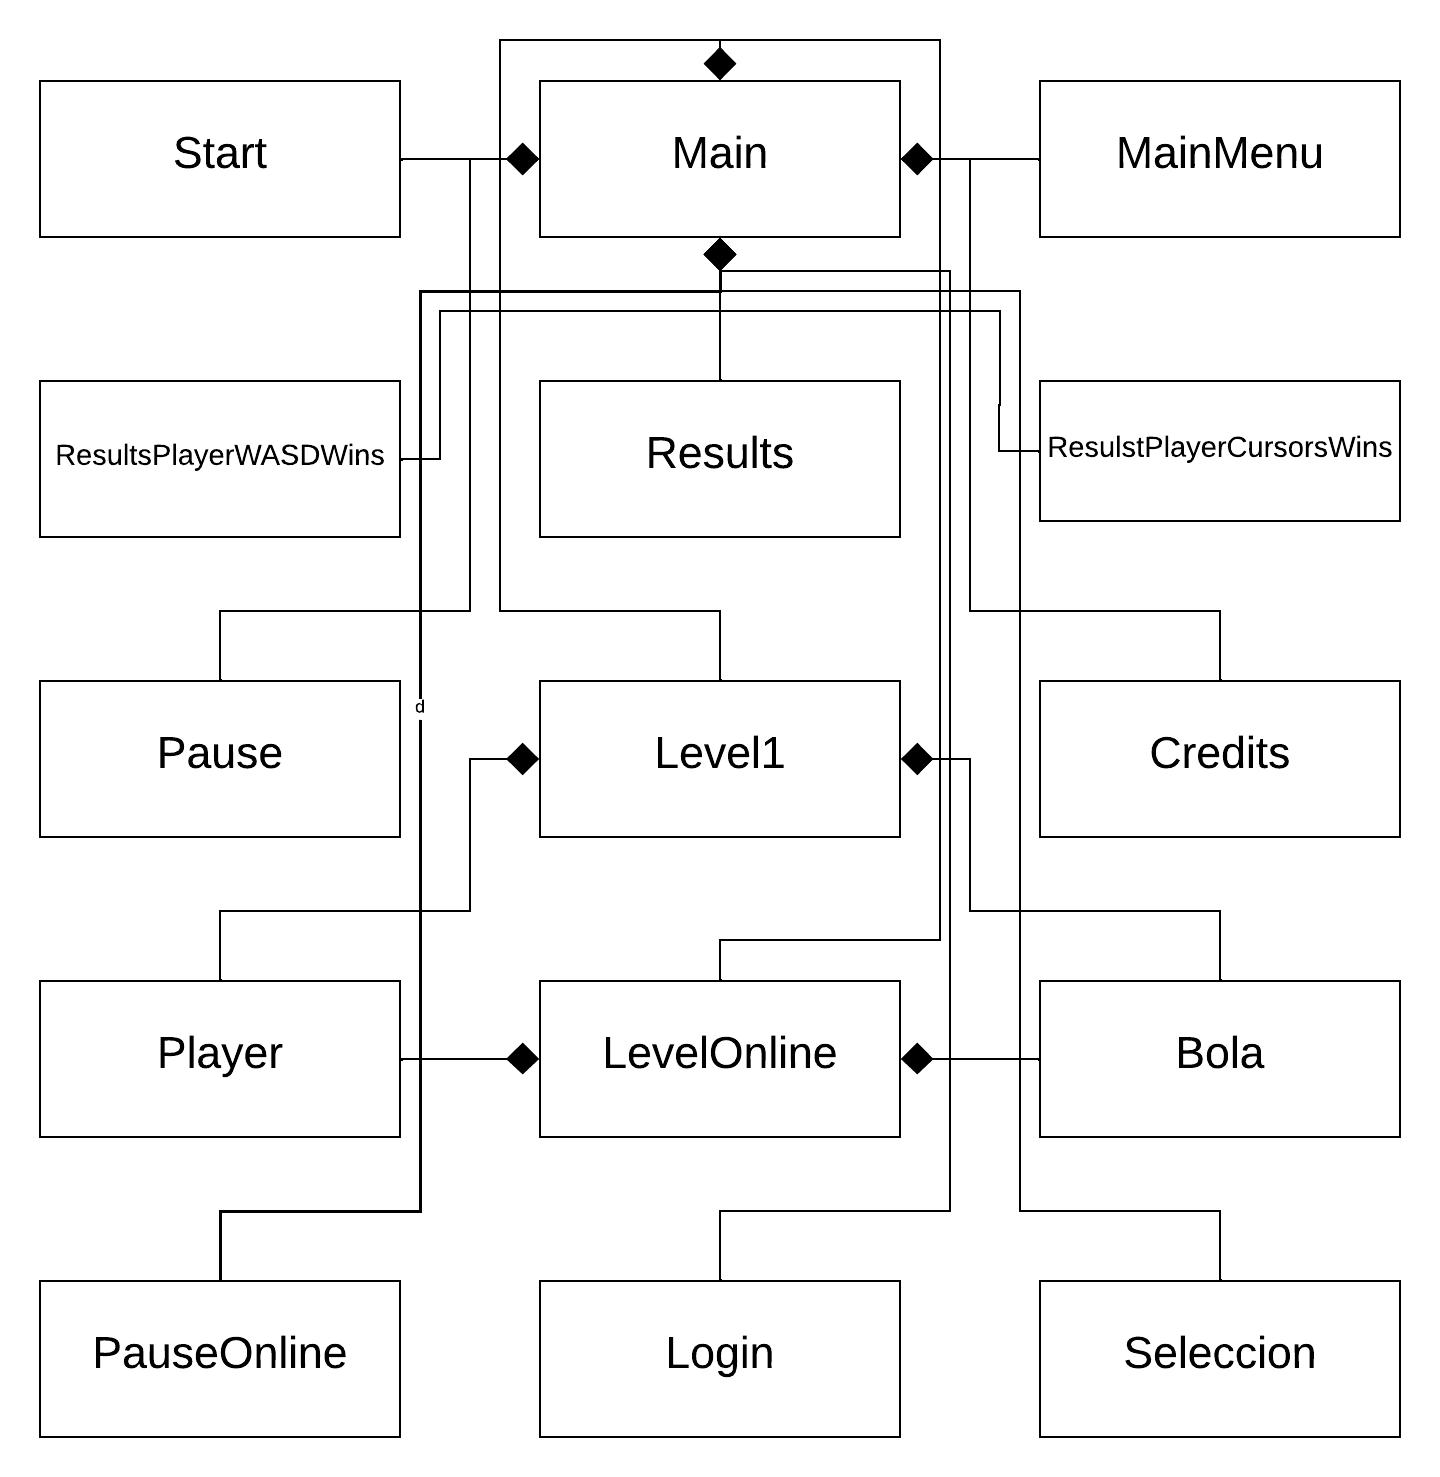 Start
Main
MainMenu
ResultsPlayerWASDWins
Results
ResulstPlayerCursorsWins
d
Pause
Level1
Credits
Player
LevelOnline
Bola
PauseOnline
Login
Seleccion